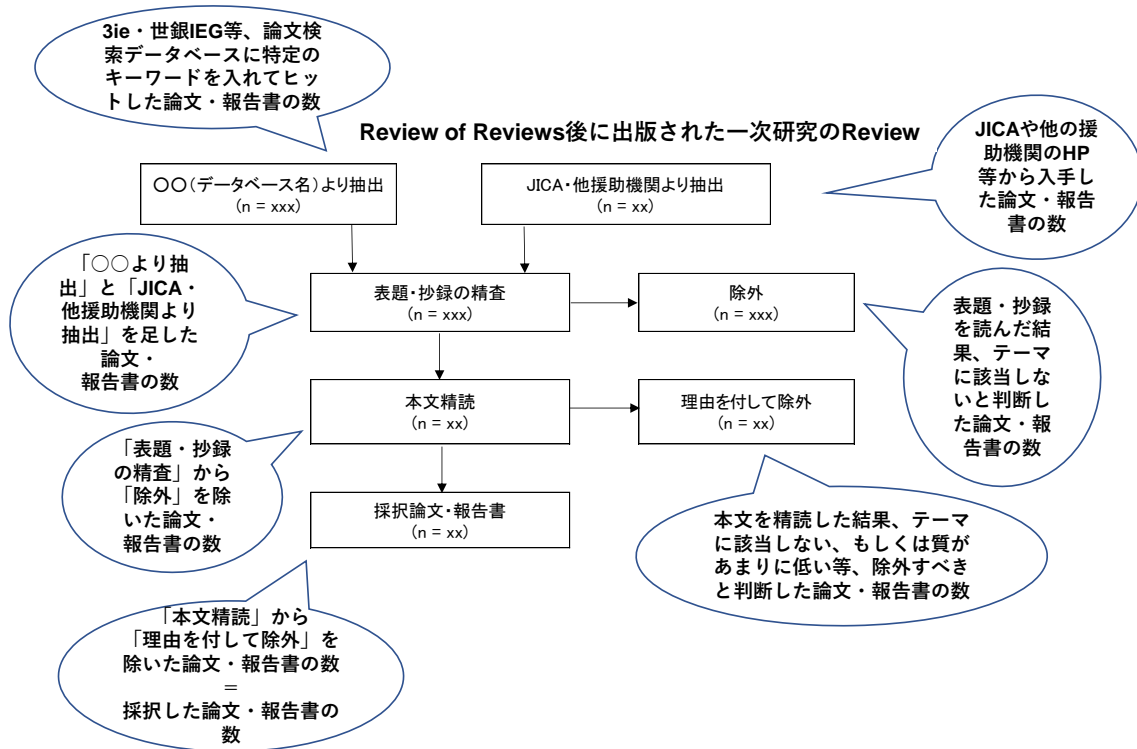 3ie・世銀IEG等、論文検
索データベースに特定の
キーワードを入れてヒッ
トした論文・報告書の数
Review of Reviews後に出版された一次研究のReview
JICAや他の援
助機関のHP
等から入手し
た論文・報告
書の数
〇〇（データベース名）より抽出
(n = xxx)
JICA・他援助機関より抽出
(n = xx)
「○○より抽
出」と「JICA・
他援助機関より
抽出」を足した
論文・
報告書の数
表題・抄録の精査
(n = xxx)
除外
(n = xxx)
表題・抄録
を読んだ結
果、テーマ
に該当しな
いと判断し
た論文・報
告書の数
本文精読
(n = xx)
理由を付して除外
(n = xx)
「表題・抄録
の精査」から
「除外」を除
いた論文・
報告書の数
採択論文・報告書
(n = xx)
本文を精読した結果、テーマ
に該当しない、もしくは質が
あまりに低い等、除外すべき
と判断した論文・報告書の数
「本文精読」から
「理由を付して除外」を
除いた論文・報告書の数
＝
採択した論文・報告書の
数